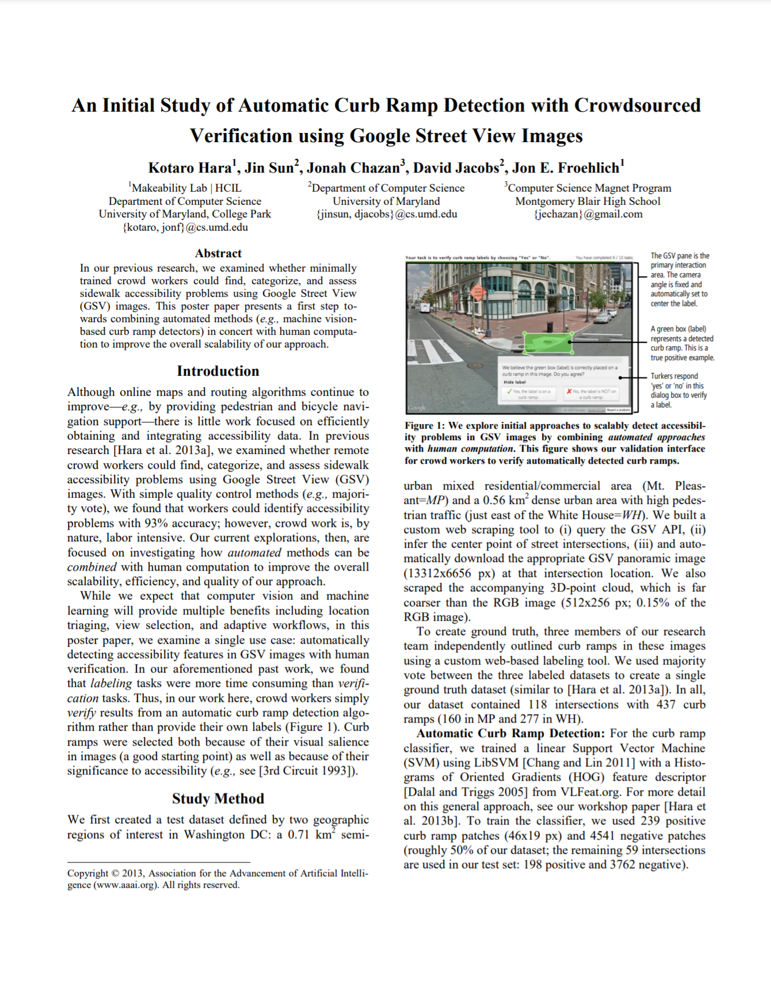 An Initial Study of Automatic Curb Ramp Detection with Crowdsourced
Verification using Google Street View Images
Kotaro Hara1, Jin Sun2, Jonah Chazan3, David Jacobs2, Jon E. Froehlich1
1Makeability Lab | HCIL
Department of Computer Science
University of Maryland, College Park
{kotaro, jonf}@cs.umd.edu
2Department of Computer Science
University of Maryland
{jinsun, djacobs}@cs.umd.edu
3Computer Science Magnet Program
Montgomery Blair High School
{jechazan}@gmail.com
Abstract
In our previous research, we examined whether minimally
trained crowd workers could find, categorize, and assess
sidewalk accessibility problems using Google Street View
(GSV) images. This poster paper presents a first step to-
wards combining automated methods (e.g., machine vision-
based curb ramp detectors) in concert with human computa-
tion to improve the overall scalability of our approach.
Introduction
Although online maps and routing algorithms continue to
improve—e.g., by providing pedestrian and bicycle navi-
gation support—there is little work focused on efficiently
obtaining and integrating accessibility data. In previous
research [Hara et al. 2013a], we examined whether remote
crowd workers could find, categorize, and assess sidewalk
accessibility problems using Google Street View (GSV)
images. With simple quality control methods (e.g., majori-
ty vote), we found that workers could identify accessibility
problems with 93% accuracy; however, crowd work is, by
nature, labor intensive. Our current explorations, then, are
focused on investigating how automated methods can be
combined with human computation to improve the overall
scalability, efficiency, and quality of our approach.
While we expect that computer vision and machine
learning will provide multiple benefits including location
triaging, view selection, and adaptive workflows, in this
poster paper, we examine a single use case: automatically
detecting accessibility features in GSV images with human
verification. In our aforementioned past work, we found
that labeling tasks were more time consuming than verifi-
cation tasks. Thus, in our work here, crowd workers simply
verify results from an automatic curb ramp detection algo-
rithm rather than provide their own labels (Figure 1). Curb
ramps were selected both because of their visual salience
in images (a good starting point) as well as because of their
significance to accessibility (e.g., see [3rd Circuit 1993]).
Study Method
We first created a test dataset defined by two geographic
regions of interest in Washington DC: a 0.71 km2 semi-
Copyright © 2013, Association for the Advancement of Artificial Intelli-
gence (www.aaai.org). All rights reserved.
Your task is to verify curb ramp labels by choosing "Yes" or "No".
You have completed 9 / 10 tasks.
We believe the green box (label) is correctly placed on a
curb ramp in this image. Do you agree?
Hide label
Yes, the label is on a
curb ramp.
No, the label is NOT on
a curb ramp.
Google
© 2013 Google
Terms of Use
Report a problem
The GSV pane is the
primary interaction
area. The camera
angle is fixed and
automatically set to
center the label.
A green box (label)
represents a detected
curb ramp. This is a
true positive example.
Turkers respond
'yes' or 'no' in this
dialog box to verify
a label.
Figure 1: We explore initial approaches to scalably detect accessibil-
ity problems in GSV images by combining automated approaches
with human computation. This figure shows our validation interface
for crowd workers to verify automatically detected curb ramps.
urban mixed residential/commercial area (Mt. Pleas-
ant=MP) and a 0.56 km2 dense urban area with high pedes-
trian traffic (just east of the White House=WH). We built a
custom web scraping tool to (i) query the GSV API, (ii)
infer the center point of street intersections, (iii) and auto-
matically download the appropriate GSV panoramic image
(13312x6656 px) at that intersection location. We also
scraped the accompanying 3D-point cloud, which is far
coarser than the RGB image (512x256 px; 0.15% of the
RGB image).
To create ground truth, three members of our research
team independently outlined curb ramps in these images
using a custom web-based labeling tool. We used majority
vote between the three labeled datasets to create a single
ground truth dataset (similar to [Hara et al. 2013a]). In all,
our dataset contained 118 intersections with 437 curb
ramps (160 in MP and 277 in WH).
Automatic Curb Ramp Detection: For the curb ramp
classifier, we trained a linear Support Vector Machine
(SVM) using LibSVM [Chang and Lin 2011] with a Histo-
grams of Oriented Gradients (HOG) feature descriptor
[Dalal and Triggs 2005] from VLFeat.org. For more detail
on this general approach, see our workshop paper [Hara et
al. 2013b]. To train the classifier, we used 239 positive
curb ramp patches (46x19 px) and 4541 negative patches
(roughly 50% of our dataset; the remaining 59 intersections
are used in our test set: 198 positive and 3762 negative).